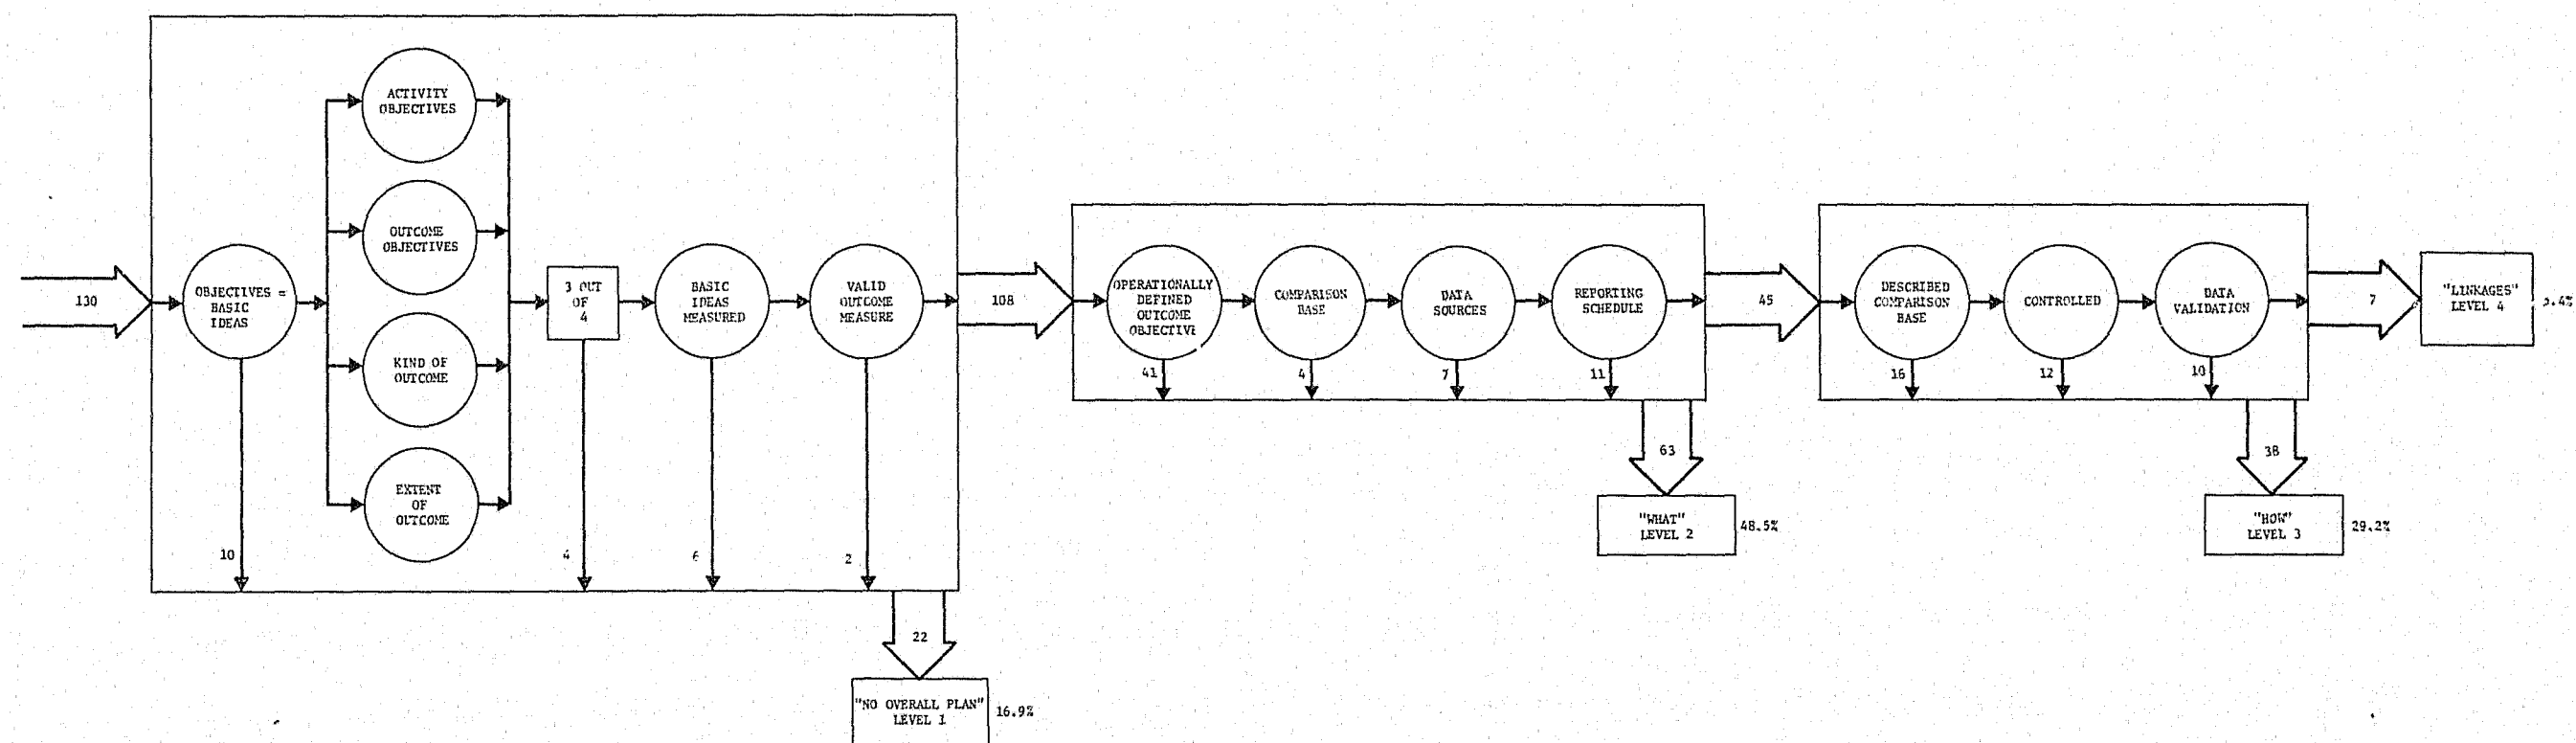 130
OBJECTIVES =
BASIC
IDEAS
10
ACTIVITY
OBJECTIVES
OUTCOME
OBJECTIVES
KIND OF
OUTCOME
EXTENT
OF
OUTCOME
3 OUT
OF
4
4
BASIC
IDEAS
MEASURED
6
VALID
OUTCOME
MEASURE
2
22
"NO OVERALL PLAN"
LEVEL 1
16.9%
108
OPERATIONALLY
DEFINED
OUTCOME
OBJECTIVE
41
COMPARISON
BASE
4
DATA
SOURCES
7
REPORTING
SCHEDULE
11
63
"WHAT"
LEVEL 2
48.5%
45
DESCRIBED
COMPARISON
BASE
16
CONTROLLED
12
DATA
VALIDATION
10
38
"HOW"
LEVEL 3
29.2%
7
"LINKAGES"
LEVEL 4
5.4%